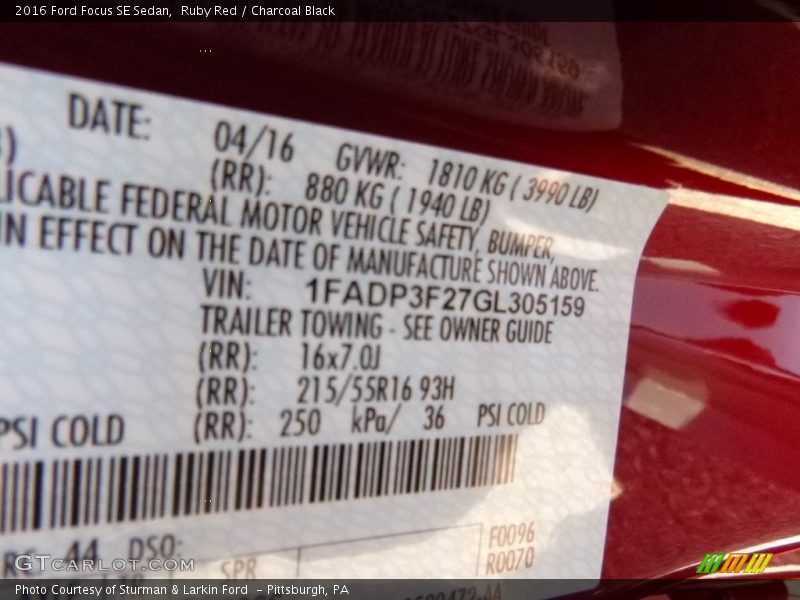 2016 Ford Focus SE Sedan, Ruby Red / Charcoal Black
DATE: 04/16 GVWR: 1810 KG ( 3990 LB)
(RR): 880 KG ( 1940 LB)
LICABLE FEDERAL MOTOR VEHICLE SAFETY, BUMPER,
IN EFFECT ON THE DATE OF MANUFACTURE SHOWN ABOVE.
VIN: 1FADP3F27GL305159
TRAILER TOWING - SEE OWNER GUIDE
(RR): 16x7.0J
(RR): 215/55R16 93H
PSI COLD (RR): 250 kPa/ 36 PSI COLD
44 DSO: F0096
SPR R0070
GTCARLOT.COM
Photo Courtesy of Sturman & Larkin Ford - Pittsburgh, PA